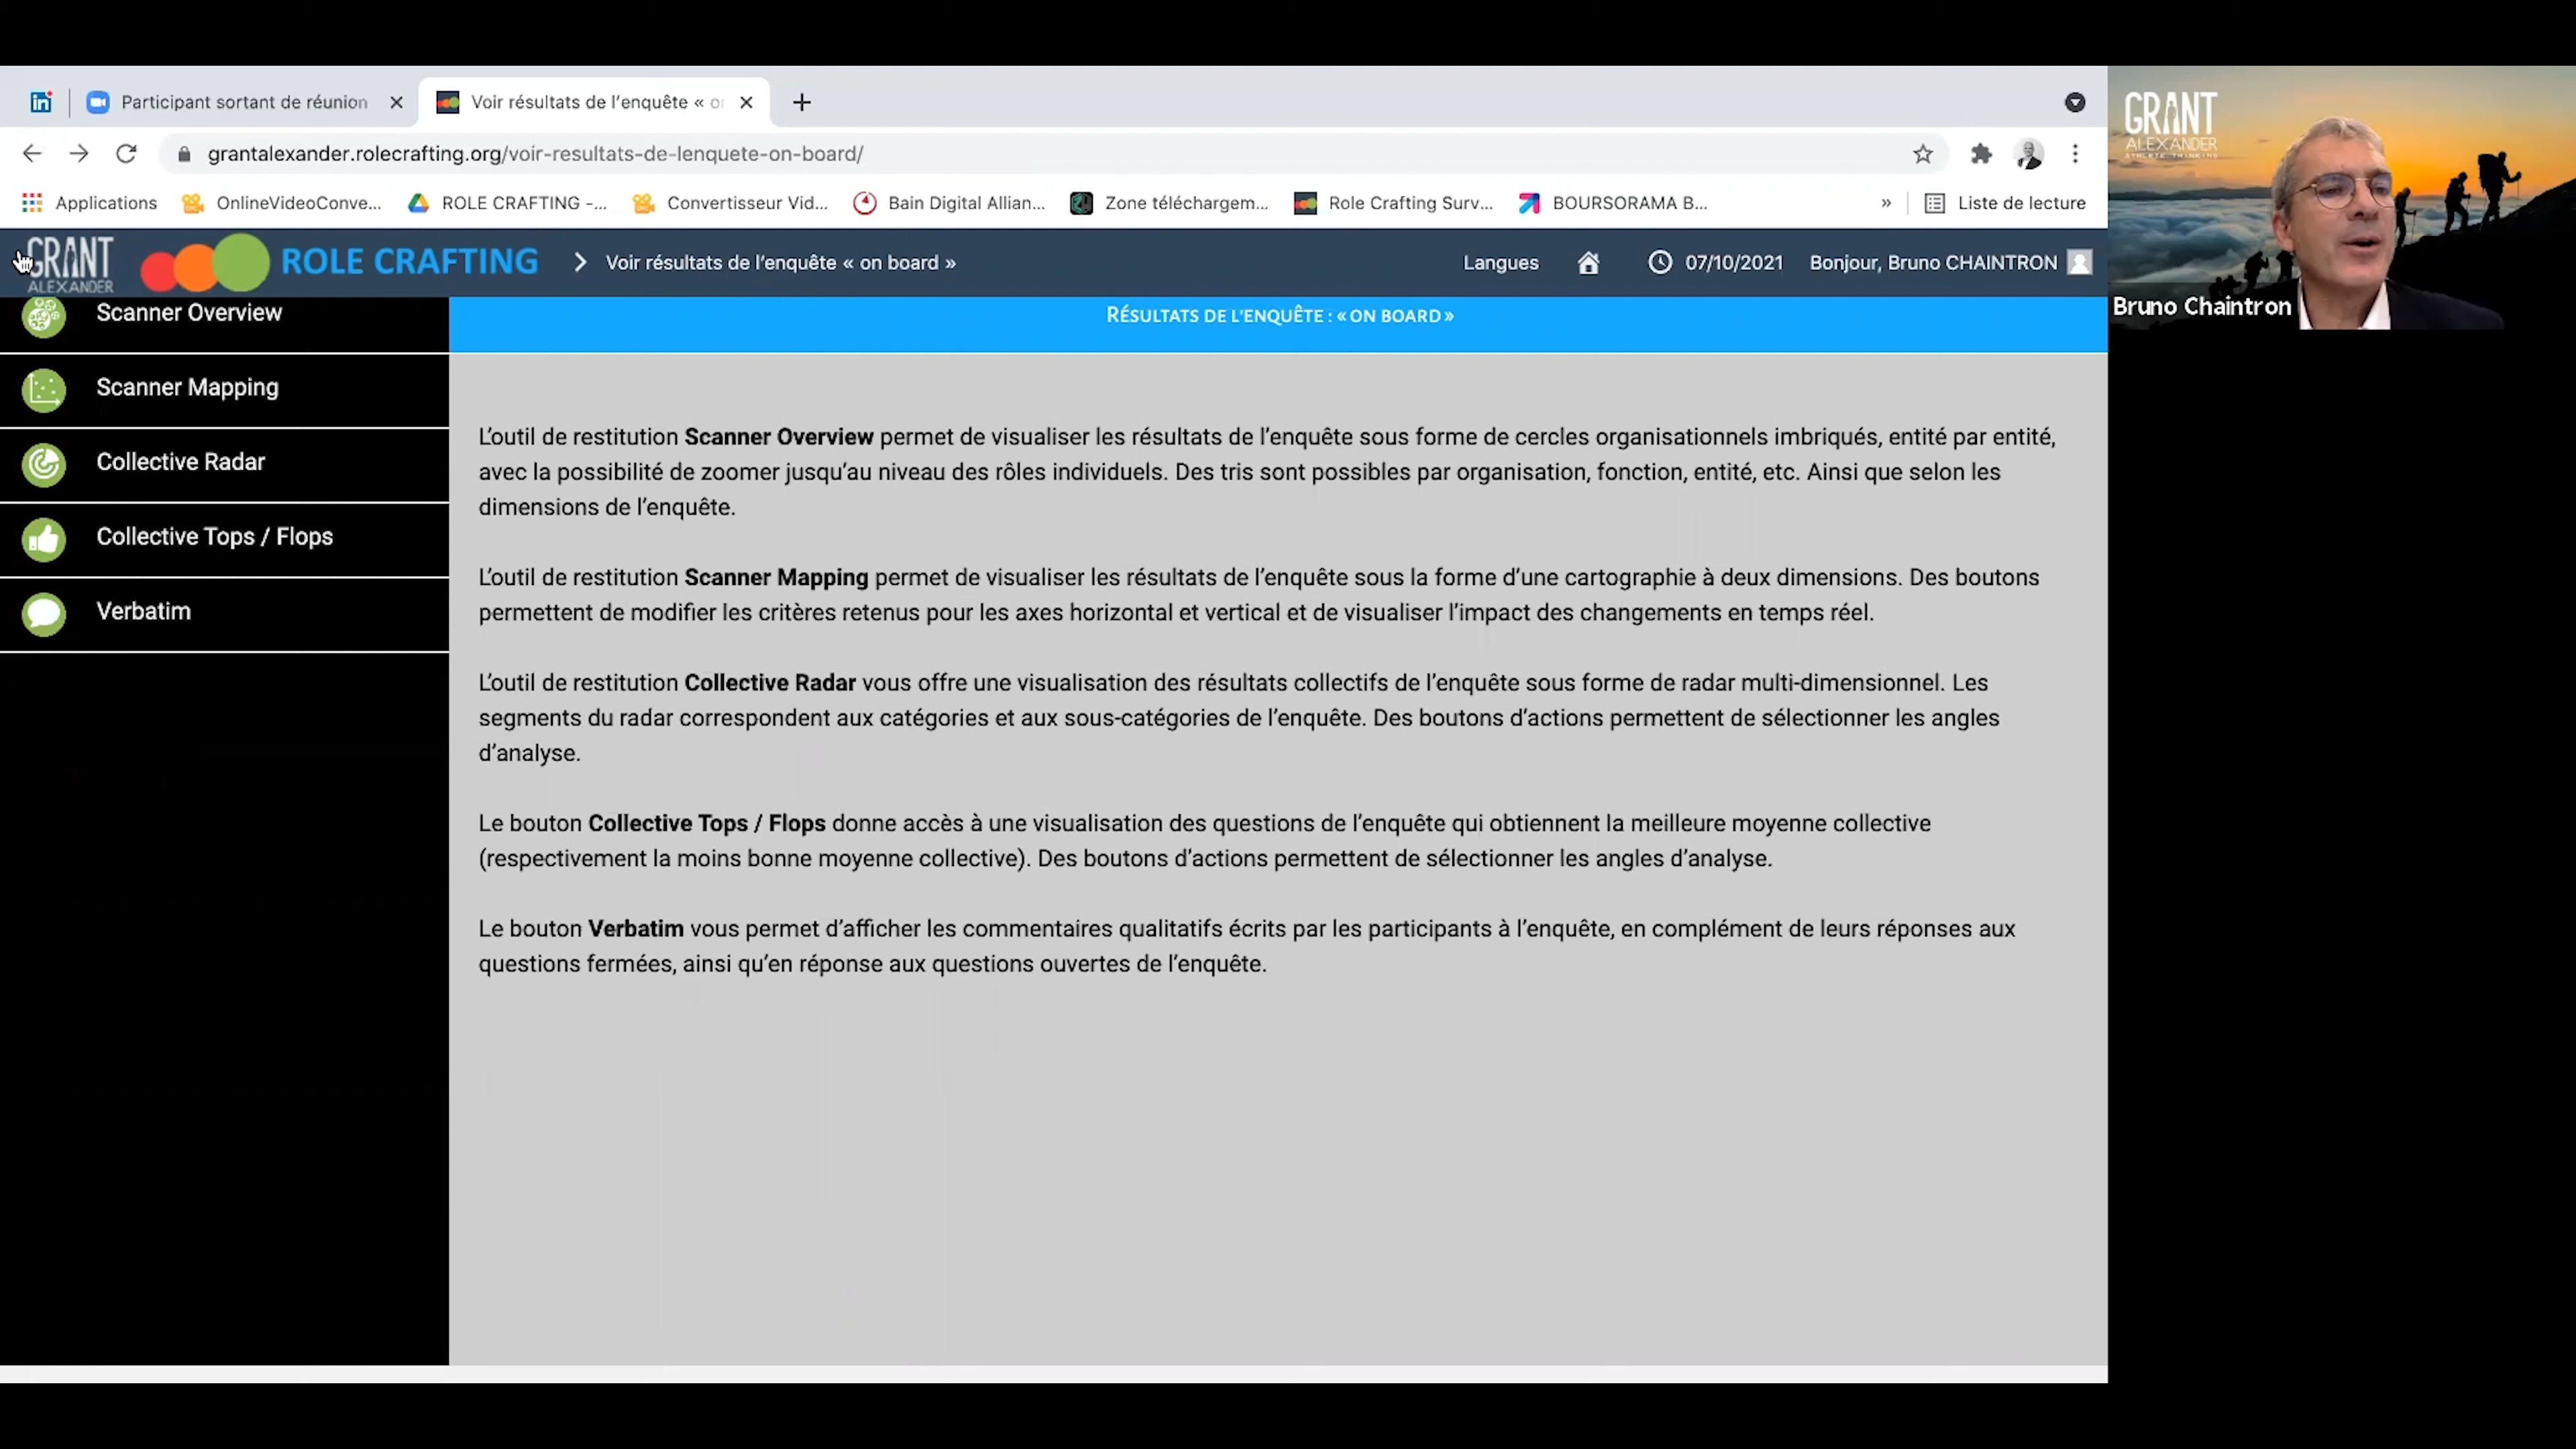 Participant sortant de réunion
Voir résultats de l'enquête « on
grantalexander.rolecrafting.org/voir-resultats-de-lenquete-on-board/
Applications
OnlineVideoConve...
ROLE CRAFTING -...
Convertisseur Vid...
Bain Digital Allian...
Zone téléchargem...
Role Crafting Surv...
BOURSORAMA B...
»
Liste de lecture
GRANT
ALEXANDER
ROLE CRAFTING
Voir résultats de l'enquête « on board »
Langues
07/10/2021
Bonjour, Bruno CHAINTRON
Scanner Overview
Scanner Mapping
Collective Radar
Collective Tops / Flops
Verbatim
RÉSULTATS DE L'ENQUÊTE : « ON BOARD »
L'outil de restitution Scanner Overview permet de visualiser les résultats de l'enquête sous forme de cercles organisationnels imbriqués, entité par entité,
avec la possibilité de zoomer jusqu'au niveau des rôles individuels. Des tris sont possibles par organisation, fonction, entité, etc. Ainsi que selon les
dimensions de l'enquête.
L'outil de restitution Scanner Mapping permet de visualiser les résultats de l'enquête sous la forme d'une cartographie à deux dimensions. Des boutons
permettent de modifier les critères retenus pour les axes horizontal et vertical et de visualiser l'impact des changements en temps réel.
L'outil de restitution Collective Radar vous offre une visualisation des résultats collectifs de l'enquête sous forme de radar multi-dimensionnel. Les
segments du radar correspondent aux catégories et aux sous-catégories de l'enquête. Des boutons d'actions permettent de sélectionner les angles
d'analyse.
Le bouton Collective Tops / Flops donne accès à une visualisation des questions de l'enquête qui obtiennent la meilleure moyenne collective
(respectivement la moins bonne moyenne collective). Des boutons d'actions permettent de sélectionner les angles d'analyse.
Le bouton Verbatim vous permet d'afficher les commentaires qualitatifs écrits par les participants à l'enquête, en complément de leurs réponses aux
questions fermées, ainsi qu'en réponse aux questions ouvertes de l'enquête.
GRANT
ALEXANDER
ATHLETE THINKING
Bruno Chaintron